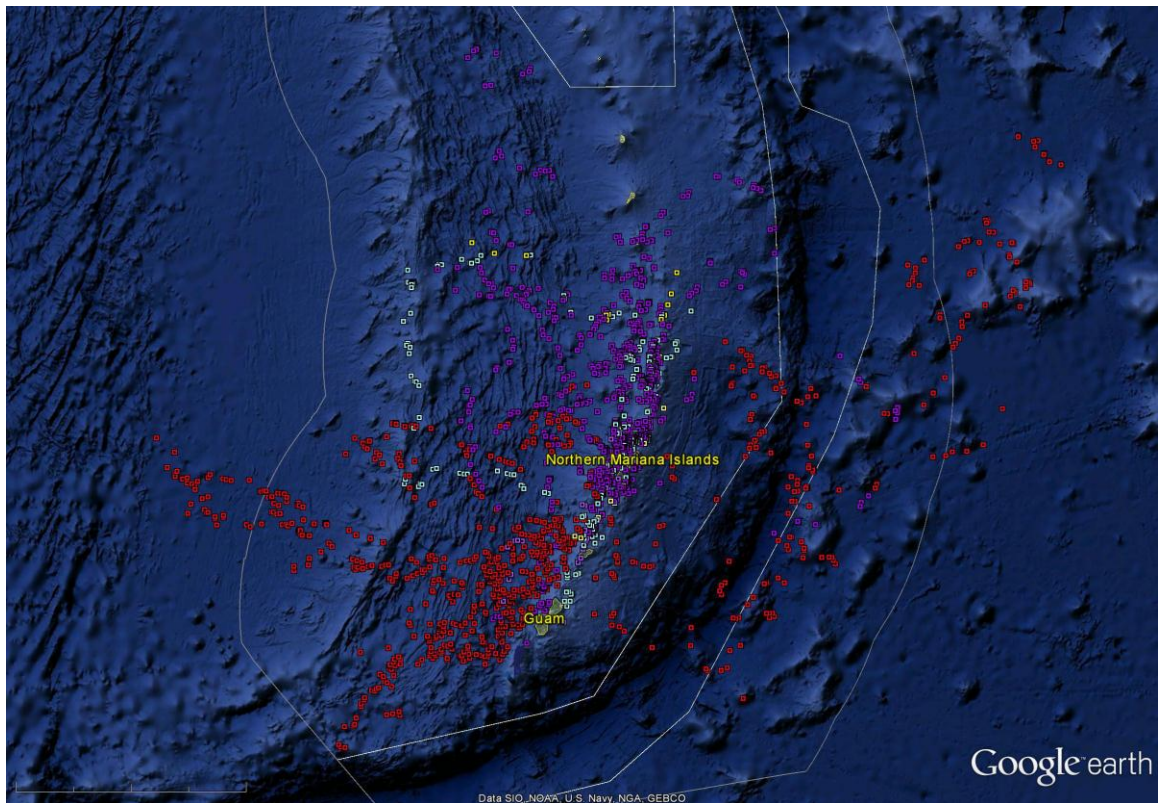 Northern Mariana Islands
Guam
Google earth
Data SIO, NOAA, U.S. Navy, NGA, GEBCO